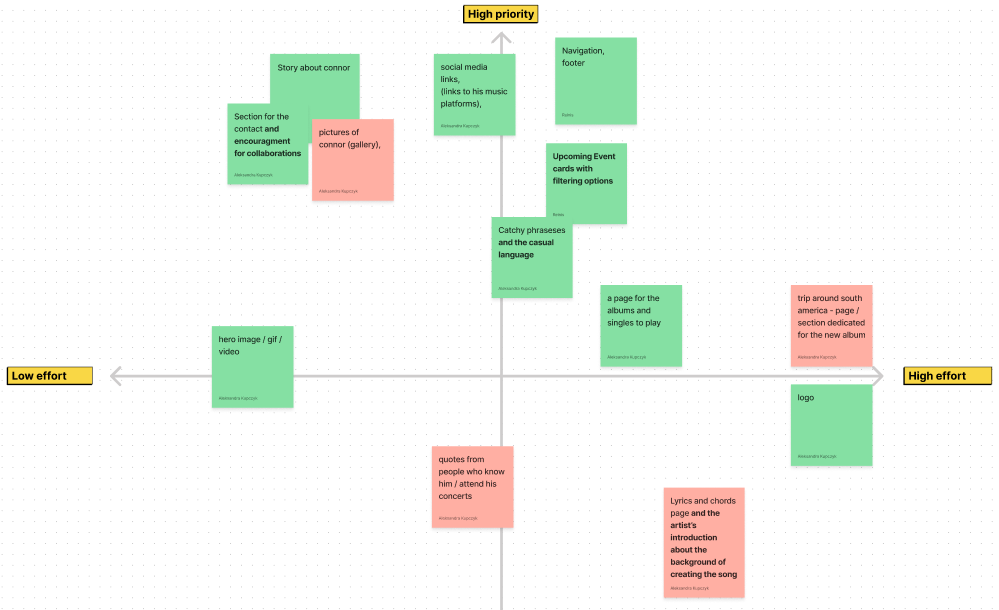 High priority
Story about connor
Section for the
contact and
encouragment
for collaborations
Aleksandra Kupczyk
pictures of
connor (gallery),
Aleksandra Kupczyk
social media
links,
(links to his music
platforms),
Aleksandra Kupczyk
Navigation,
footer
Upcoming Event
cards with
filtering options
Catchy phraseses
and the casual
language
Aleksandra Kupczyk
a page for the
albums and
singles to play
Aleksandra Kupczyk
trip around south
america - page /
section dedicated
for the new album
Aleksandra Kupczyk
hero image / gif /
video
Aleksandra Kupczyk
Low effort
High effort
logo
Aleksandra Kupczyk
quotes from
people who know
him / attend his
concerts
Aleksandra Kupczyk
Lyrics and chords
page and the
artist's
introduction
about the
background of
creating the song
Aleksandra Kupczyk